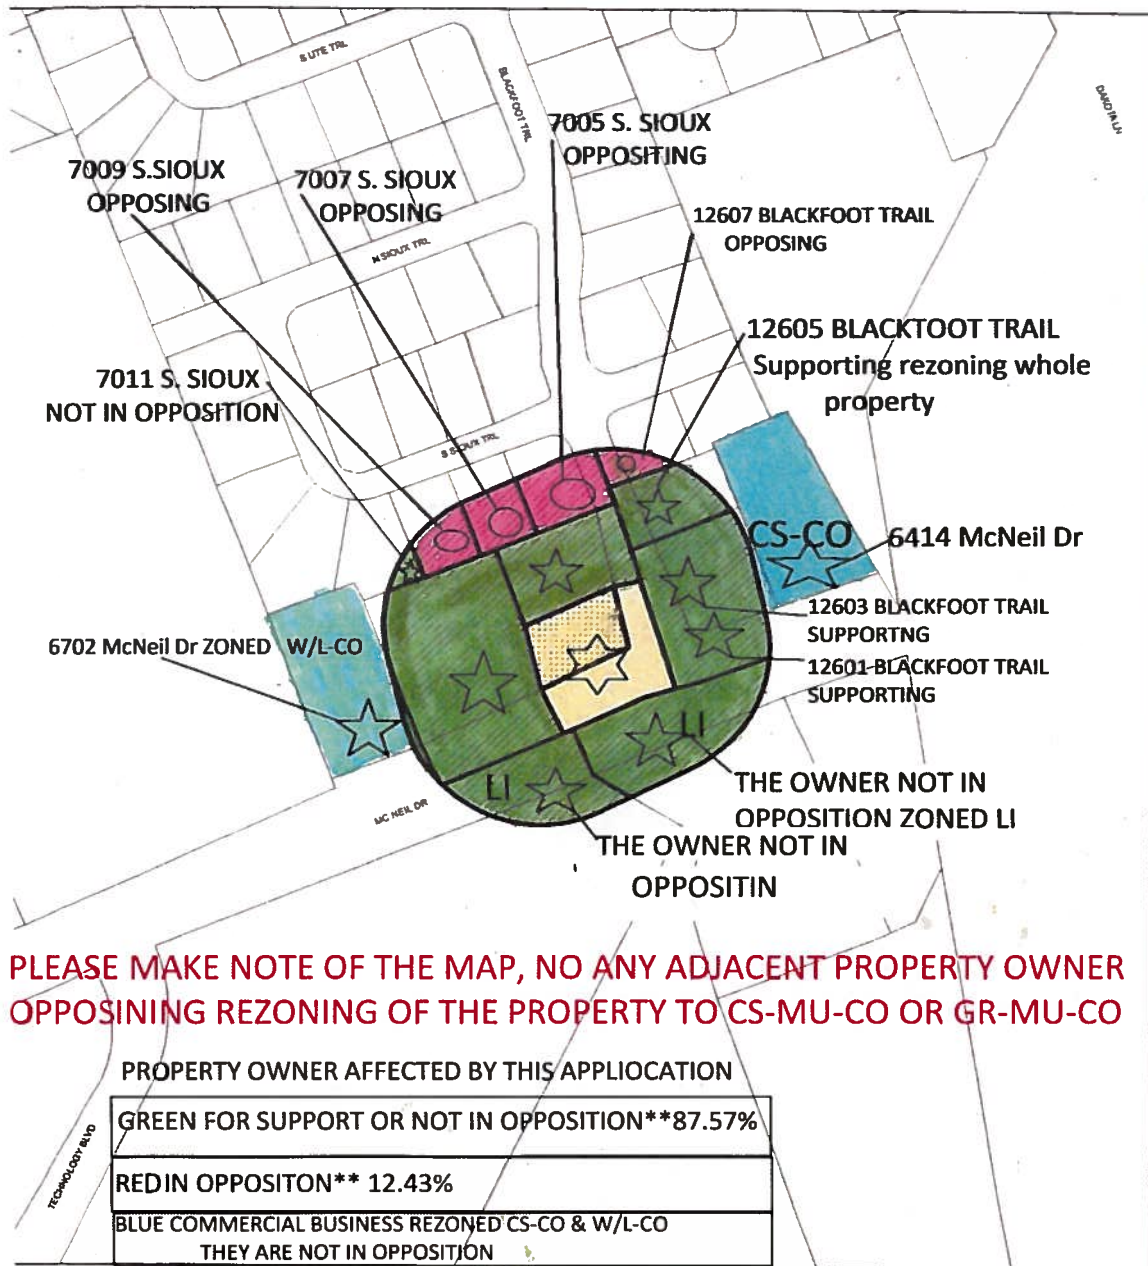 S UTE TRL
BLACKFOOT TRL
DAKOTA LN
7005 S. SIOUX
OPPOSITING
7009 S.SIOUX
OPPOSING
7007 S. SIOUX
OPPOSING
12607 BLACKFOOT TRAIL
OPPOSING
N SIOUX TRL
12605 BLACKTOOT TRAIL
Supporting rezoning whole
property
7011 S. SIOUX
NOT IN OPPOSITION
S SIOUX TRL
CS-CO
6414 McNeil Dr
12603 BLACKFOOT TRAIL
SUPPORTNG
6702 McNeil Dr ZONED W/L-CO
12601 BLACKFOOT TRAIL
SUPPORTING
LI
LI
THE OWNER NOT IN
OPPOSITION ZONED LI
MC NEIL DR
THE OWNER NOT IN
OPPOSITIN
PLEASE MAKE NOTE OF THE MAP, NO ANY ADJACENT PROPERTY OWNER
OPPOSINING REZONING OF THE PROPERTY TO CS-MU-CO OR GR-MU-CO
PROPERTY OWNER AFFECTED BY THIS APPLIOCATION
GREEN FOR SUPPORT OR NOT IN OPPOSITION**87.57%
TECHNOLOGY BLVD
RED IN OPPOSITON** 12.43%
BLUE COMMERCIAL BUSINESS REZONED CS-CO & W/L-CO
THEY ARE NOT IN OPPOSITION